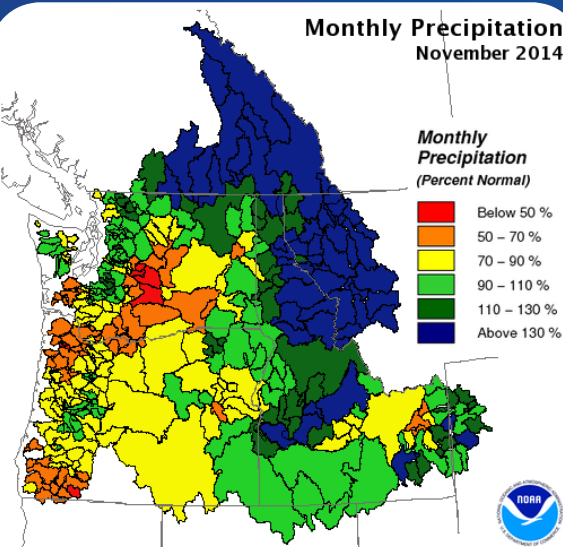 Monthly Precipitation
November 2014
Monthly
Precipitation
(Percent Normal)
Below 50 %
50 – 70 %
70 – 90 %
90 – 110 %
110 – 130 %
Above 130 %
NOAA